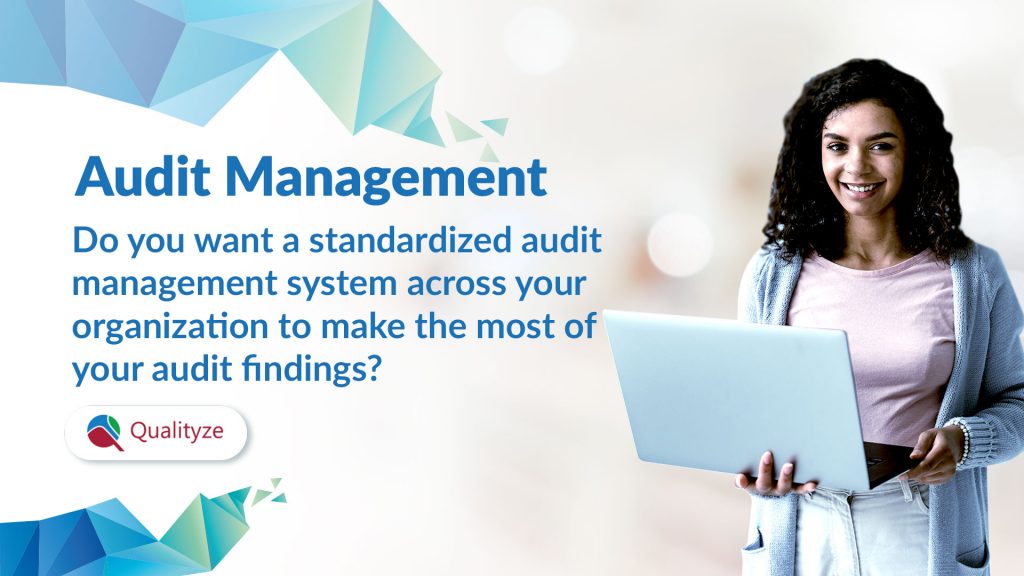 Audit Management
Do you want a standardized audit
management system across your
organization to make the most of
your audit findings?
Qualityze